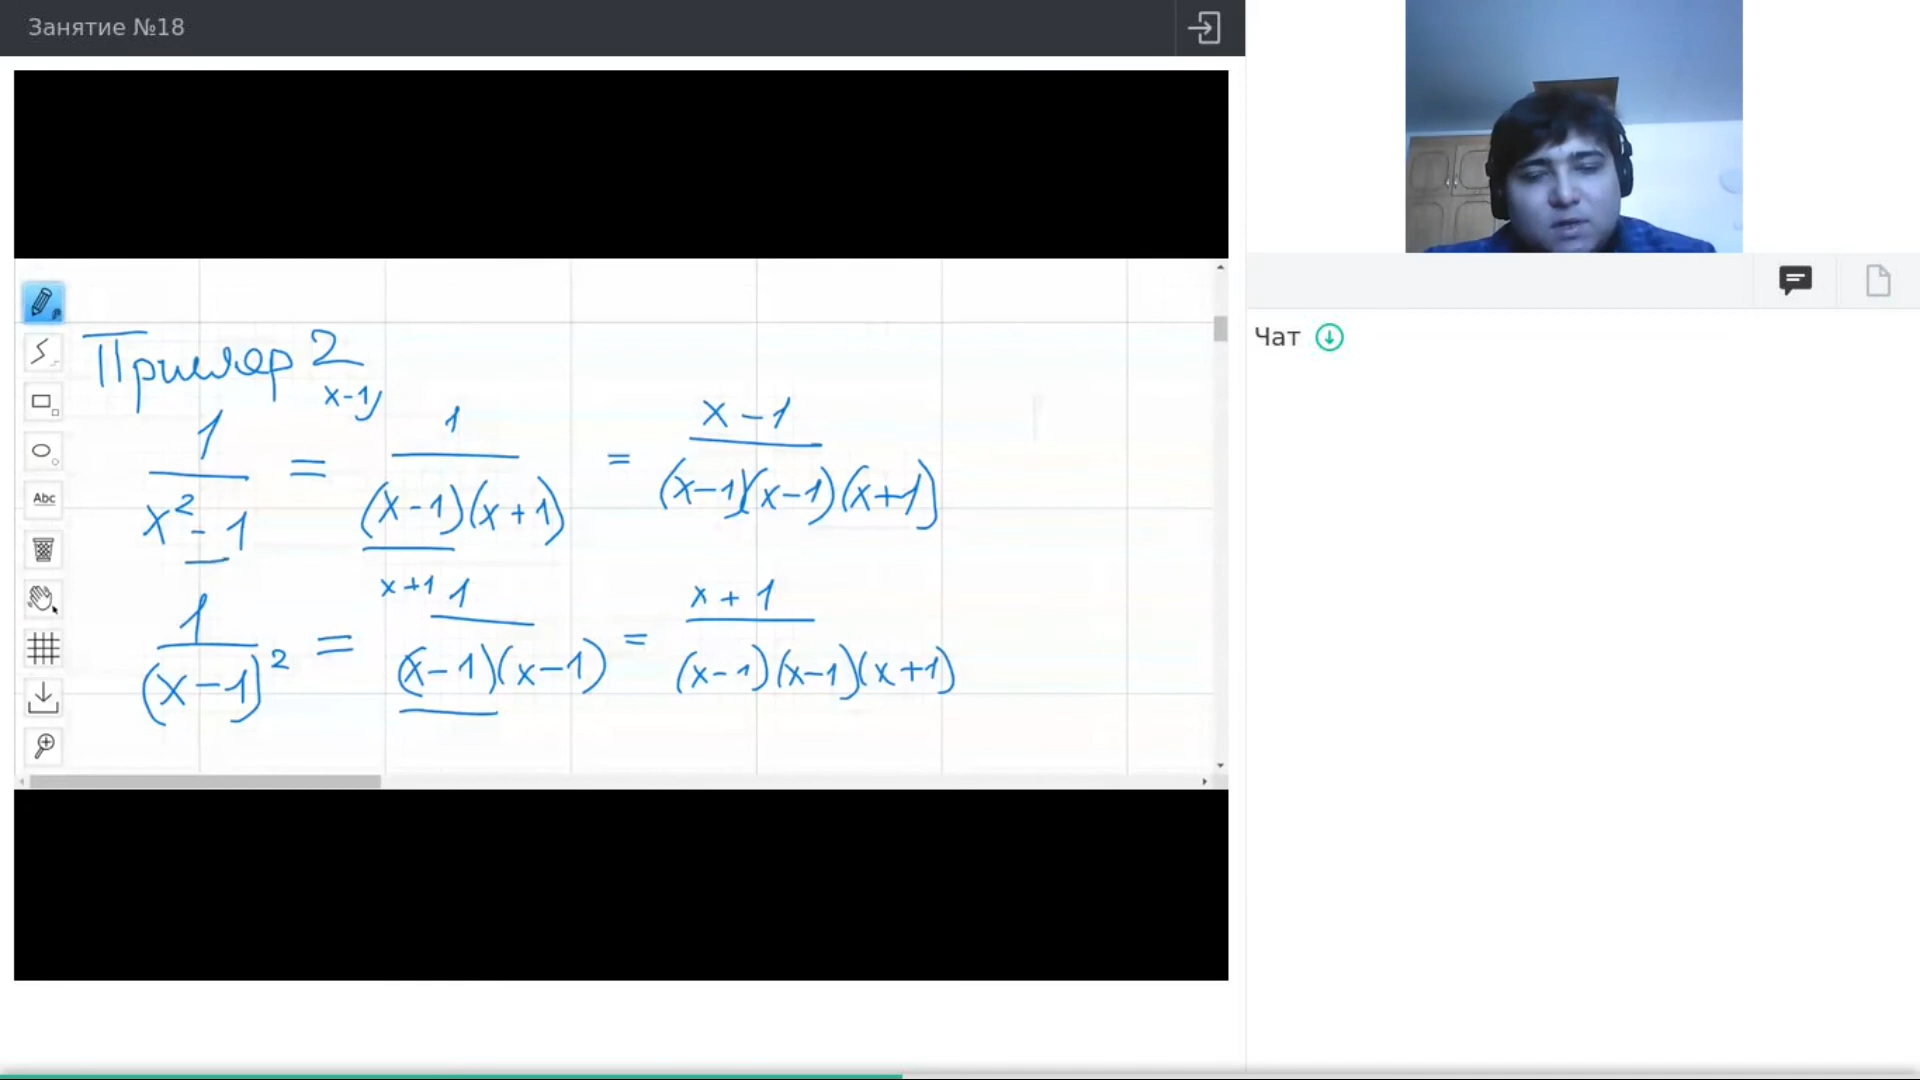 Занятие №18
Чат
Abc
Пример 2
x-1)
1/(x² - 1) = 1/((x-1)(x+1)) = (x-1)/((x-1)(x-1)(x+1))
x+1
1/(x-1)² = 1/((x-1)(x-1)) = (x+1)/((x-1)(x-1)(x+1))